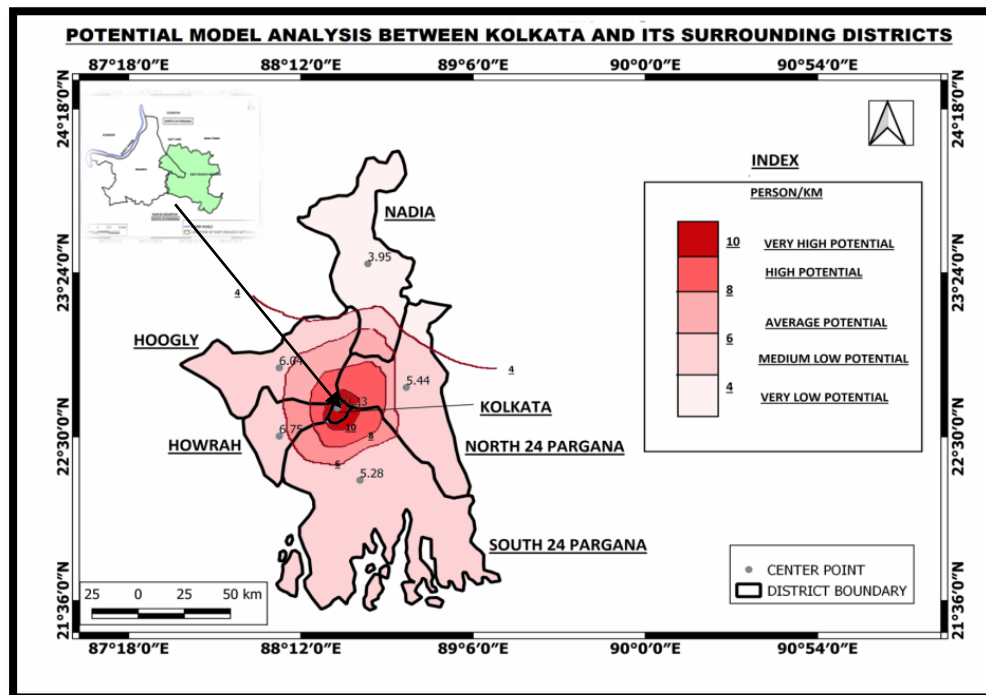 POTENTIAL MODEL ANALYSIS BETWEEN KOLKATA AND ITS SURROUNDING DISTRICTS
87°18′0″N 88°12′0″N 89°6′0″N 90°0′0″N 90°54′0″N
24°18′0″N
24°18′0″N
INDEX
PERSON/KM
NADIA
10 VERY HIGH POTENTIAL
3.95
23°24′0″N
23°24′0″N
HIGH POTENTIAL
8
4
AVERAGE POTENTIAL
HOOGLY
6
6.04
4
MEDIUM LOW POTENTIAL
5.44
4
VERY LOW POTENTIAL
KOLKATA
6.75
10
8
HOWRAH
NORTH 24 PARGANA
22°30′0″N
22°30′0″N
6
5.28
SOUTH 24 PARGANA
CENTER POINT
DISTRICT BOUNDARY
25 0 25 50 km
21°36′0″N
21°36′0″N
87°18′0″N 88°12′0″N 89°6′0″N 90°0′0″N 90°54′0″N